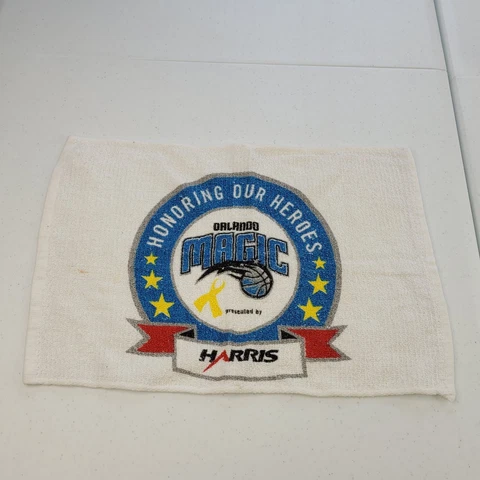 HONORING OUR HEROES
ORLANDO
MAGIC
presented by
HARRIS